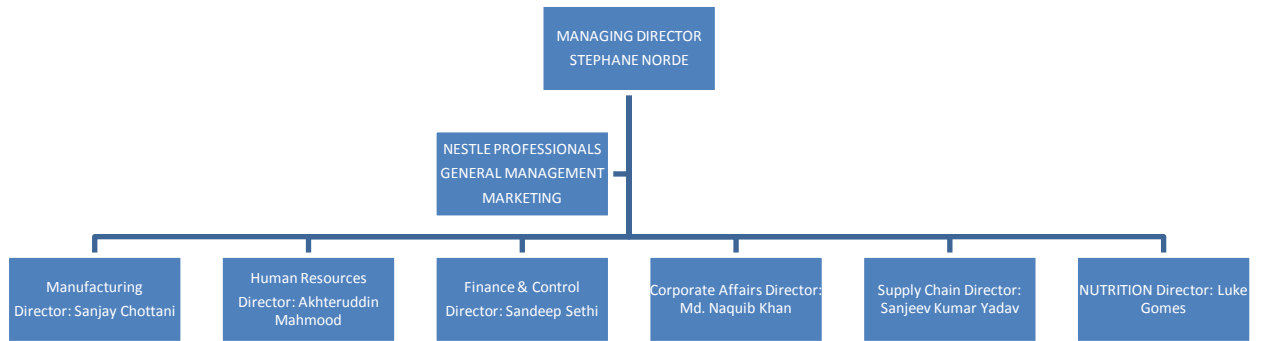 MANAGING DIRECTOR
STEPHANE NORDE
NESTLE PROFESSIONALS
GENERAL MANAGEMENT
MARKETING
Manufacturing
Director: Sanjay Chottani
Human Resources
Director: Akhteruddin
Mahmood
Finance & Control
Director: Sandeep Sethi
Corporate Affairs Director:
Md. Naquib Khan
Supply Chain Director:
Sanjeev Kumar Yadav
NUTRITION Director: Luke
Gomes